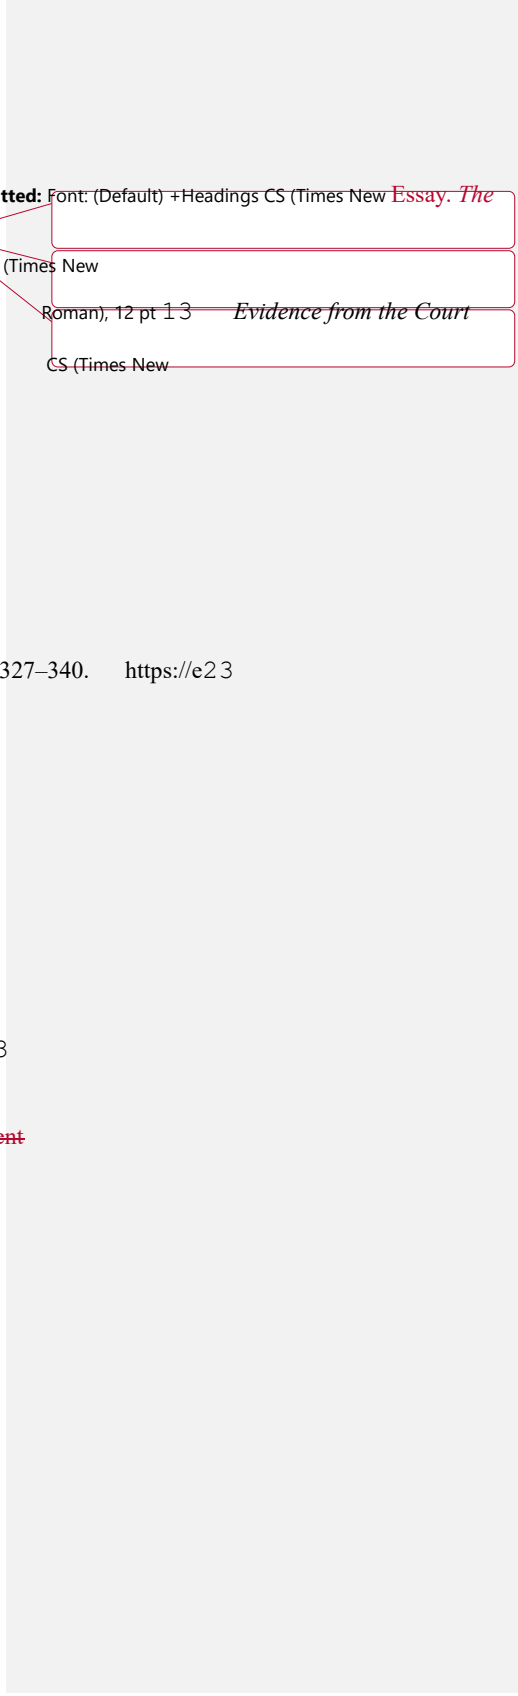 tted: Font: (Default) +Headings CS (Times New Essay. The
(Times New
Roman), 12 pt 13 Evidence from the Court
CS (Times New
327–340. https://e23
3
ent